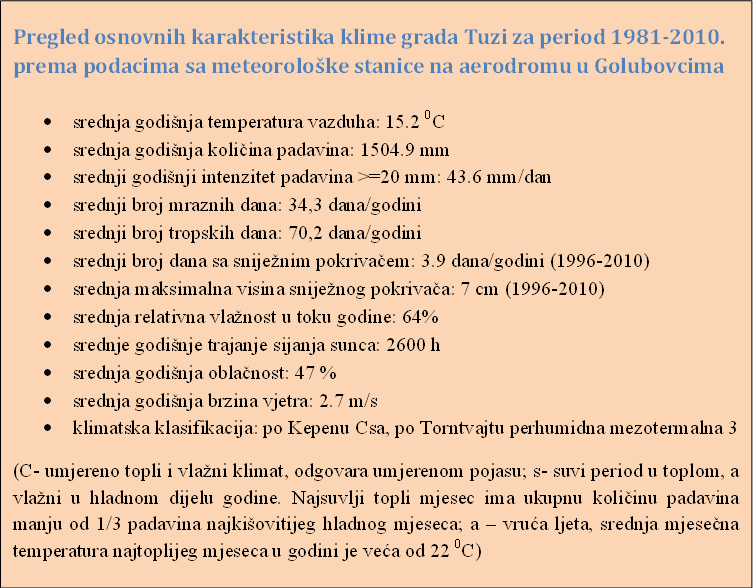 Pregled osnovnih karakteristika klime grada Tuzi za period 1981-2010.
prema podacima sa meteorološke stanice na aerodromu u Golubovcima
• srednja godišnja temperatura vazduha: 15.2 ⁰C
• srednja godišnja količina padavina: 1504.9 mm
• srednji godišnji intenzitet padavina >=20 mm: 43.6 mm/dan
• srednji broj mraznih dana: 34,3 dana/godini
• srednji broj tropskih dana: 70,2 dana/godini
• srednji broj dana sa sniježnim pokrivačem: 3.9 dana/godini (1996-2010)
• srednja maksimalna visina sniježnog pokrivača: 7 cm (1996-2010)
• srednja relativna vlažnost u toku godine: 64%
• srednje godišnje trajanje sijanja sunca: 2600 h
• srednja godišnja oblačnost: 47 %
• srednja godišnja brzina vjetra: 2.7 m/s
• klimatska klasifikacija: po Kepenu Csa, po Torntvajtu perhumidna mezotermalna 3
(C- umjereno topli i vlažni klimat, odgovara umjerenom pojasu; s- suvi period u toplom, a
vlažni u hladnom dijelu godine. Najsuvlji topli mjesec ima ukupnu količinu padavina
manju od 1/3 padavina najkišovitijeg hladnog mjeseca; a – vruća ljeta, srednja mjesečna
temperatura najtoplijeg mjeseca u godini je veća od 22 ⁰C)